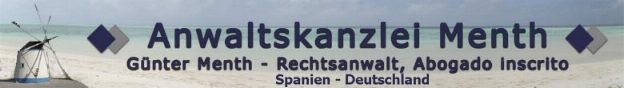 Anwaltskanzlei Menth
Günter Menth - Rechtsanwalt, Abogado inscrito
Spanien - Deutschland